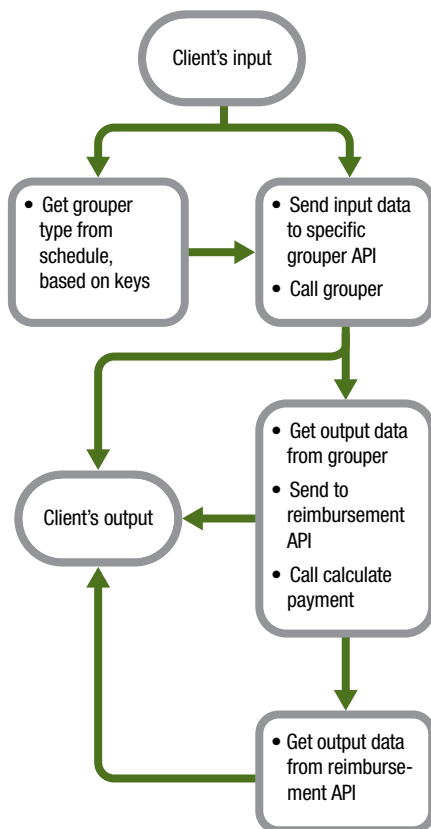 Client's input
• Get grouper
type from
schedule,
based on keys
• Send input data
to specific
grouper API
• Call grouper
• Get output data
from grouper
• Send to
reimbursement
API
• Call calculate
payment
Client's output
• Get output data
from reimburse-
ment API